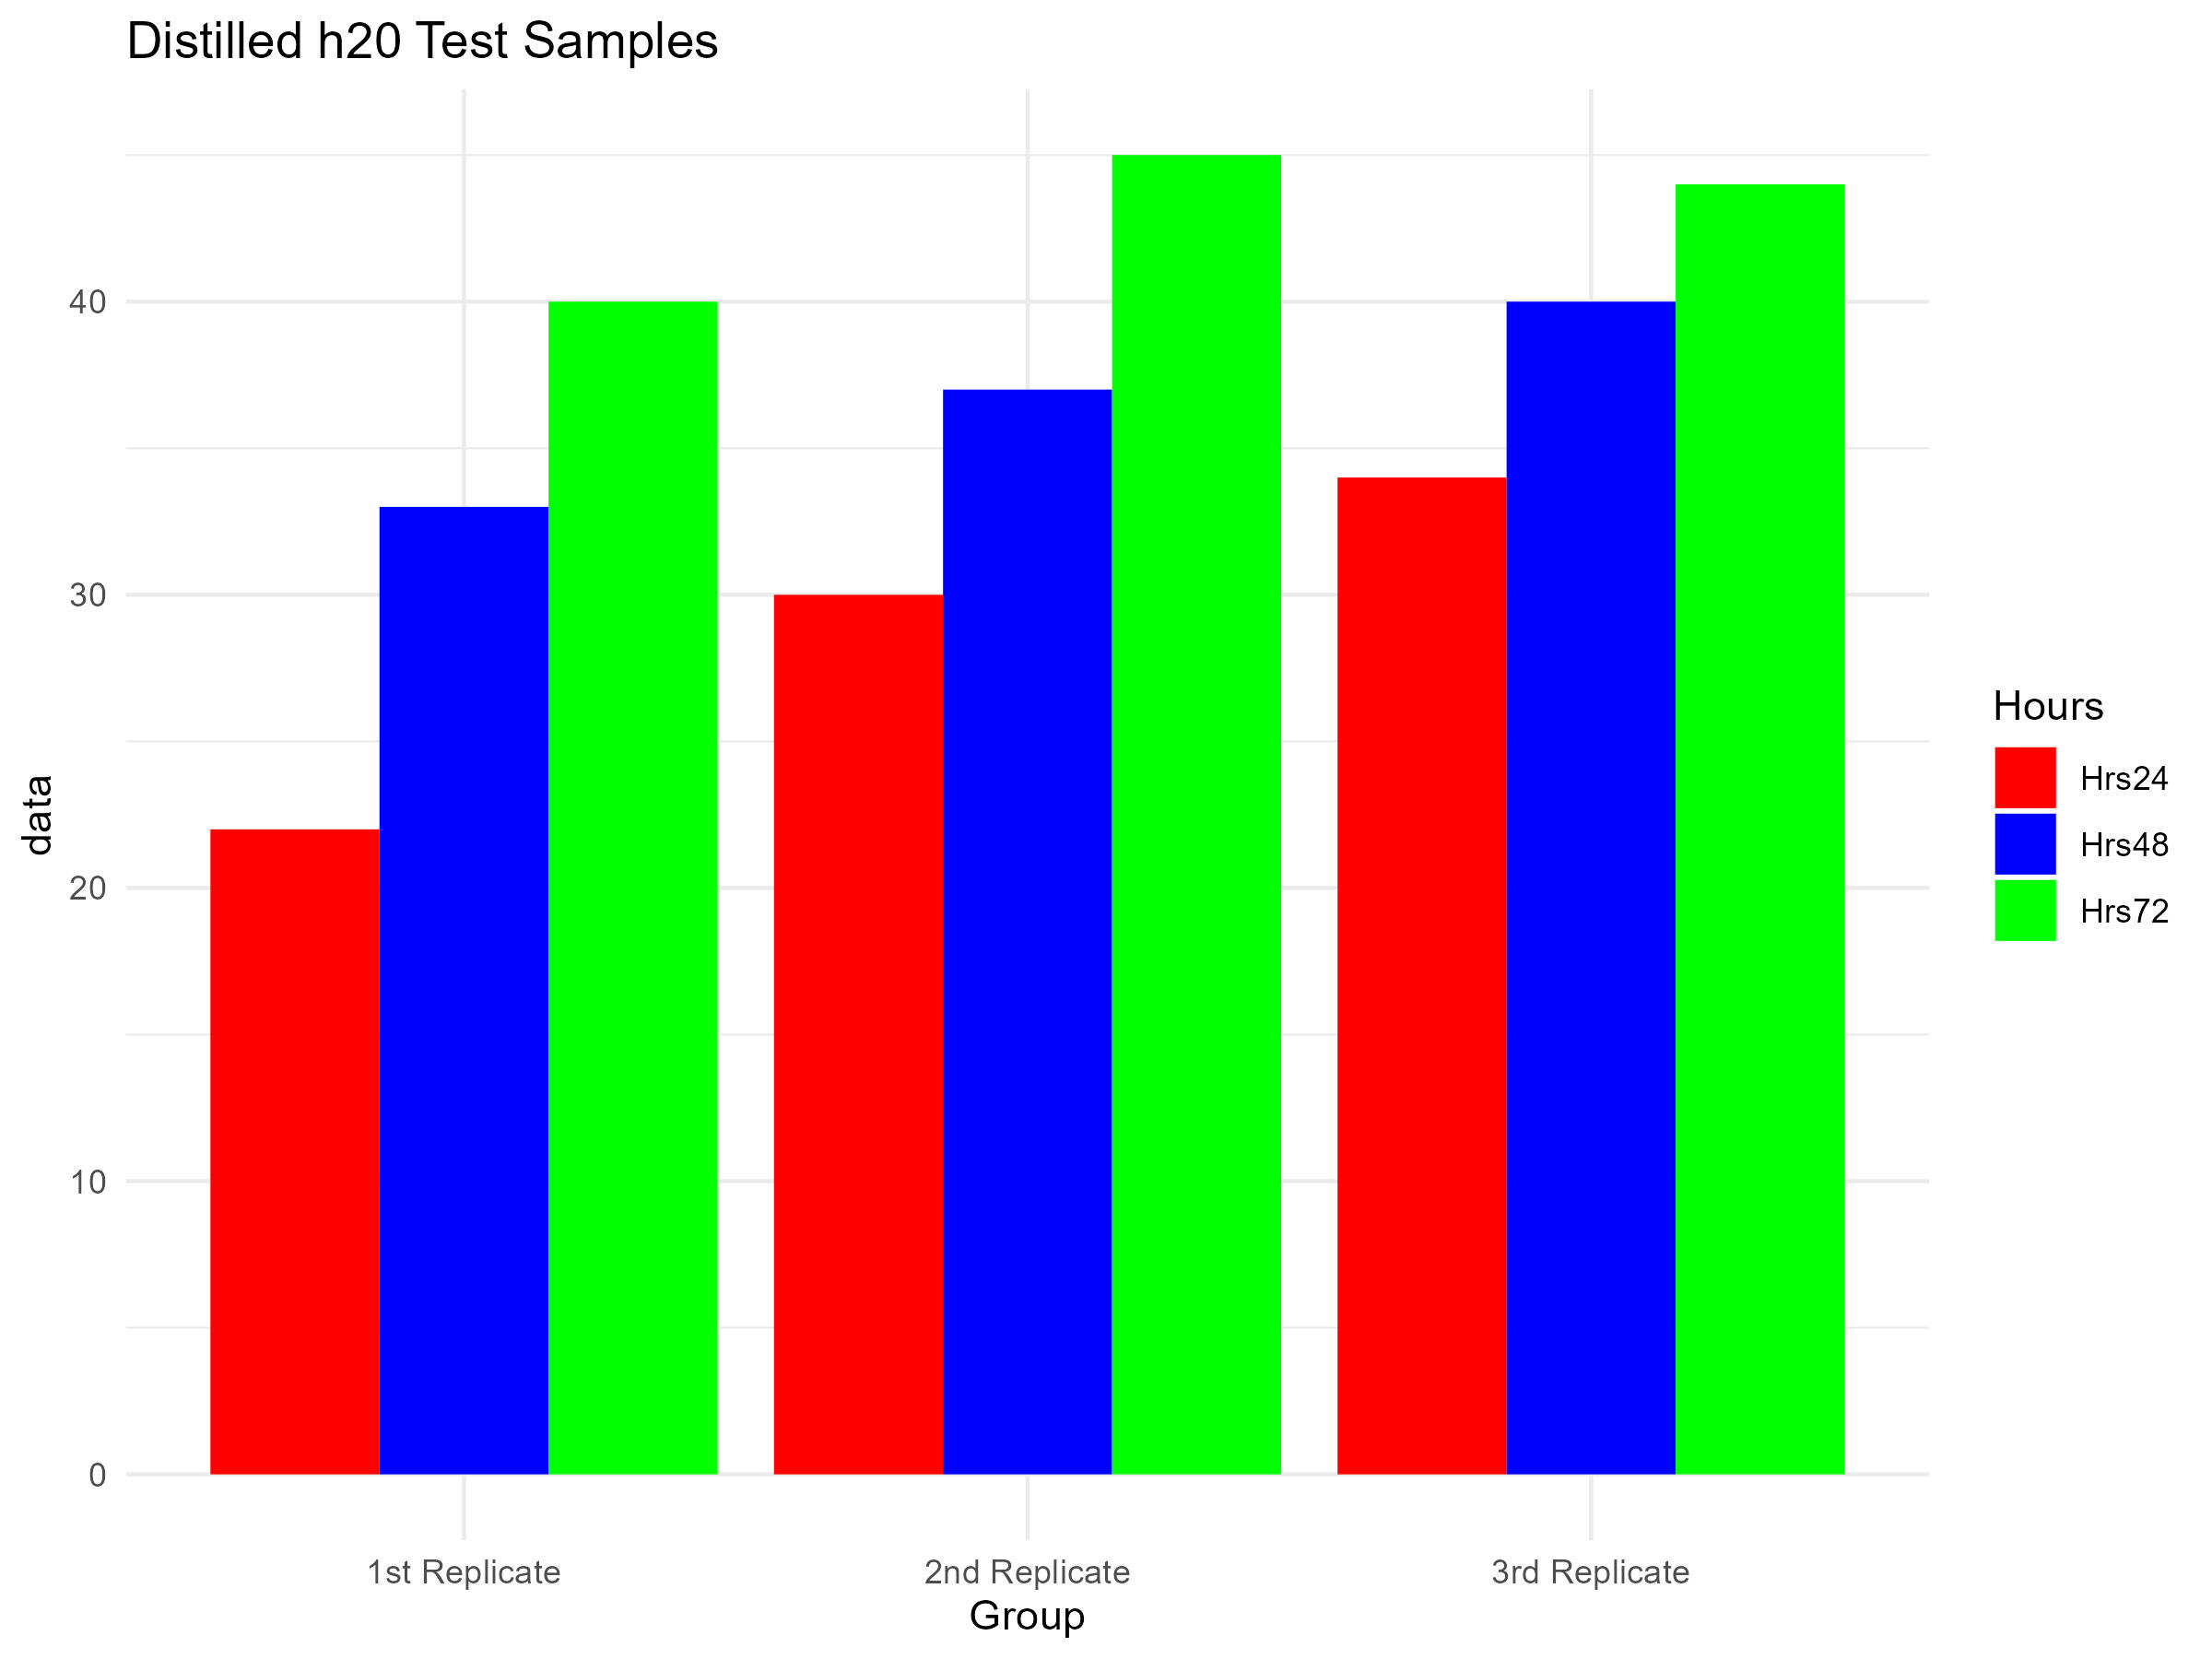 Distilled h20 Test Samples
data
40
30
20
10
0
1st Replicate 2nd Replicate 3rd Replicate
Group
Hours
Hrs24
Hrs48
Hrs72